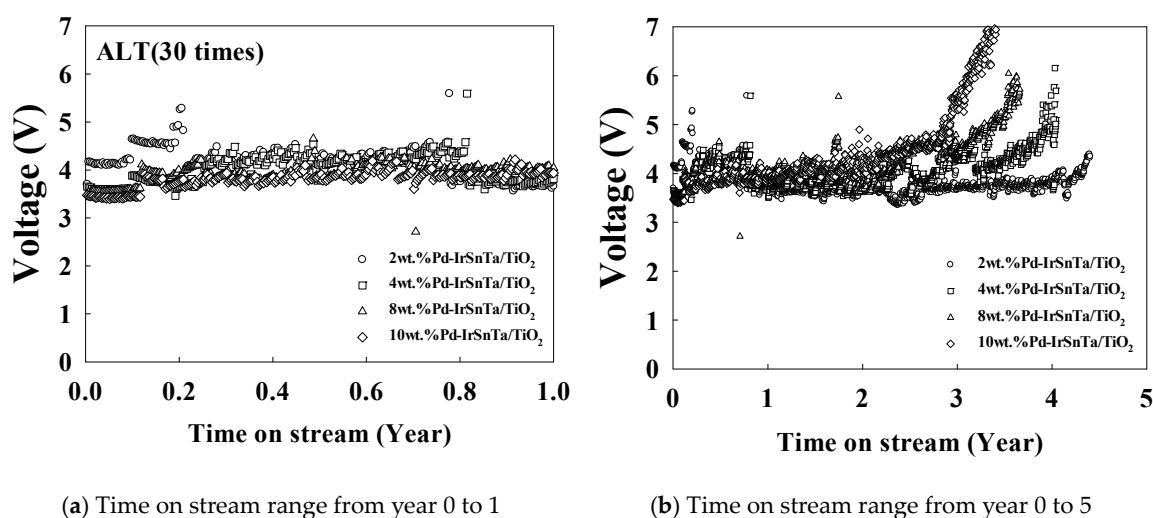 ALT(30 times)
Voltage (V)
7
6
5
4
3
2
1
0
0.0 0.2 0.4 0.6 0.8 1.0
Time on stream (Year)
2wt.%Pd-IrSnTa/TiO₂
4wt.%Pd-IrSnTa/TiO₂
8wt.%Pd-IrSnTa/TiO₂
10wt.%Pd-IrSnTa/TiO₂
(a) Time on stream range from year 0 to 1
Voltage (V)
7
6
5
4
3
2
1
0
0 1 2 3 4 5
Time on stream (Year)
2wt.%Pd-IrSnTa/TiO₂
4wt.%Pd-IrSnTa/TiO₂
8wt.%Pd-IrSnTa/TiO₂
10wt.%Pd-IrSnTa/TiO₂
(b) Time on stream range from year 0 to 5